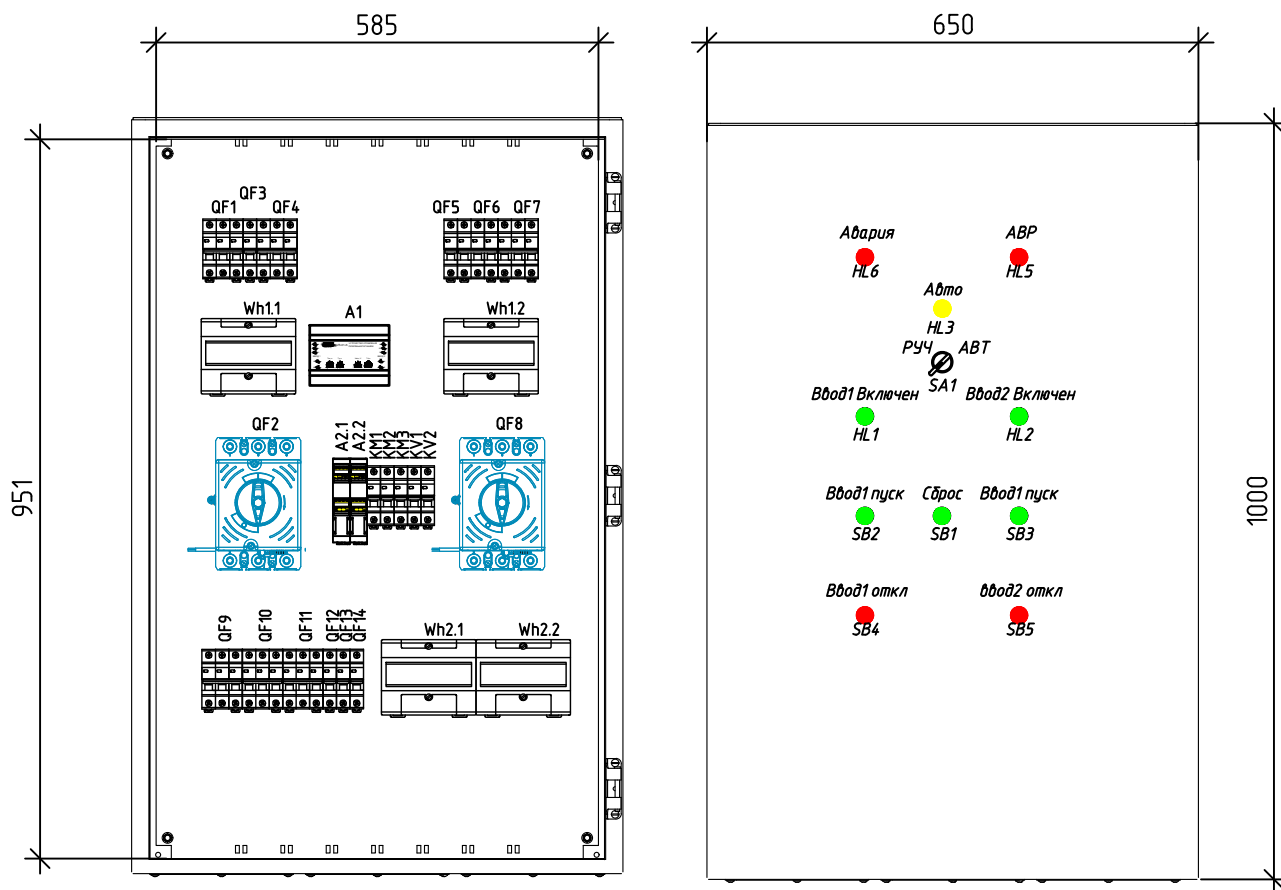 585
650
QF3
QF1
QF4
QF5 QF6 QF7
Авария
HL6
АВР
HL5
Wh1.1
A1
Wh1.2
Авто
HL3
РУЧ
АВТ
SA1
Ввод1 Включен
HL1
Ввод2 Включен
HL2
QF2
A2.1
A2.2
KM1
KM2
KM3
KV1
KV2
QF8
951
1000
Ввод1 пуск
SB2
Сброс
SB1
Ввод1 пуск
SB3
Ввод1 откл
SB4
ввод2 откл
SB5
QF9
QF10
QF11
QF12
QF13
QF14
Wh2.1
Wh2.2